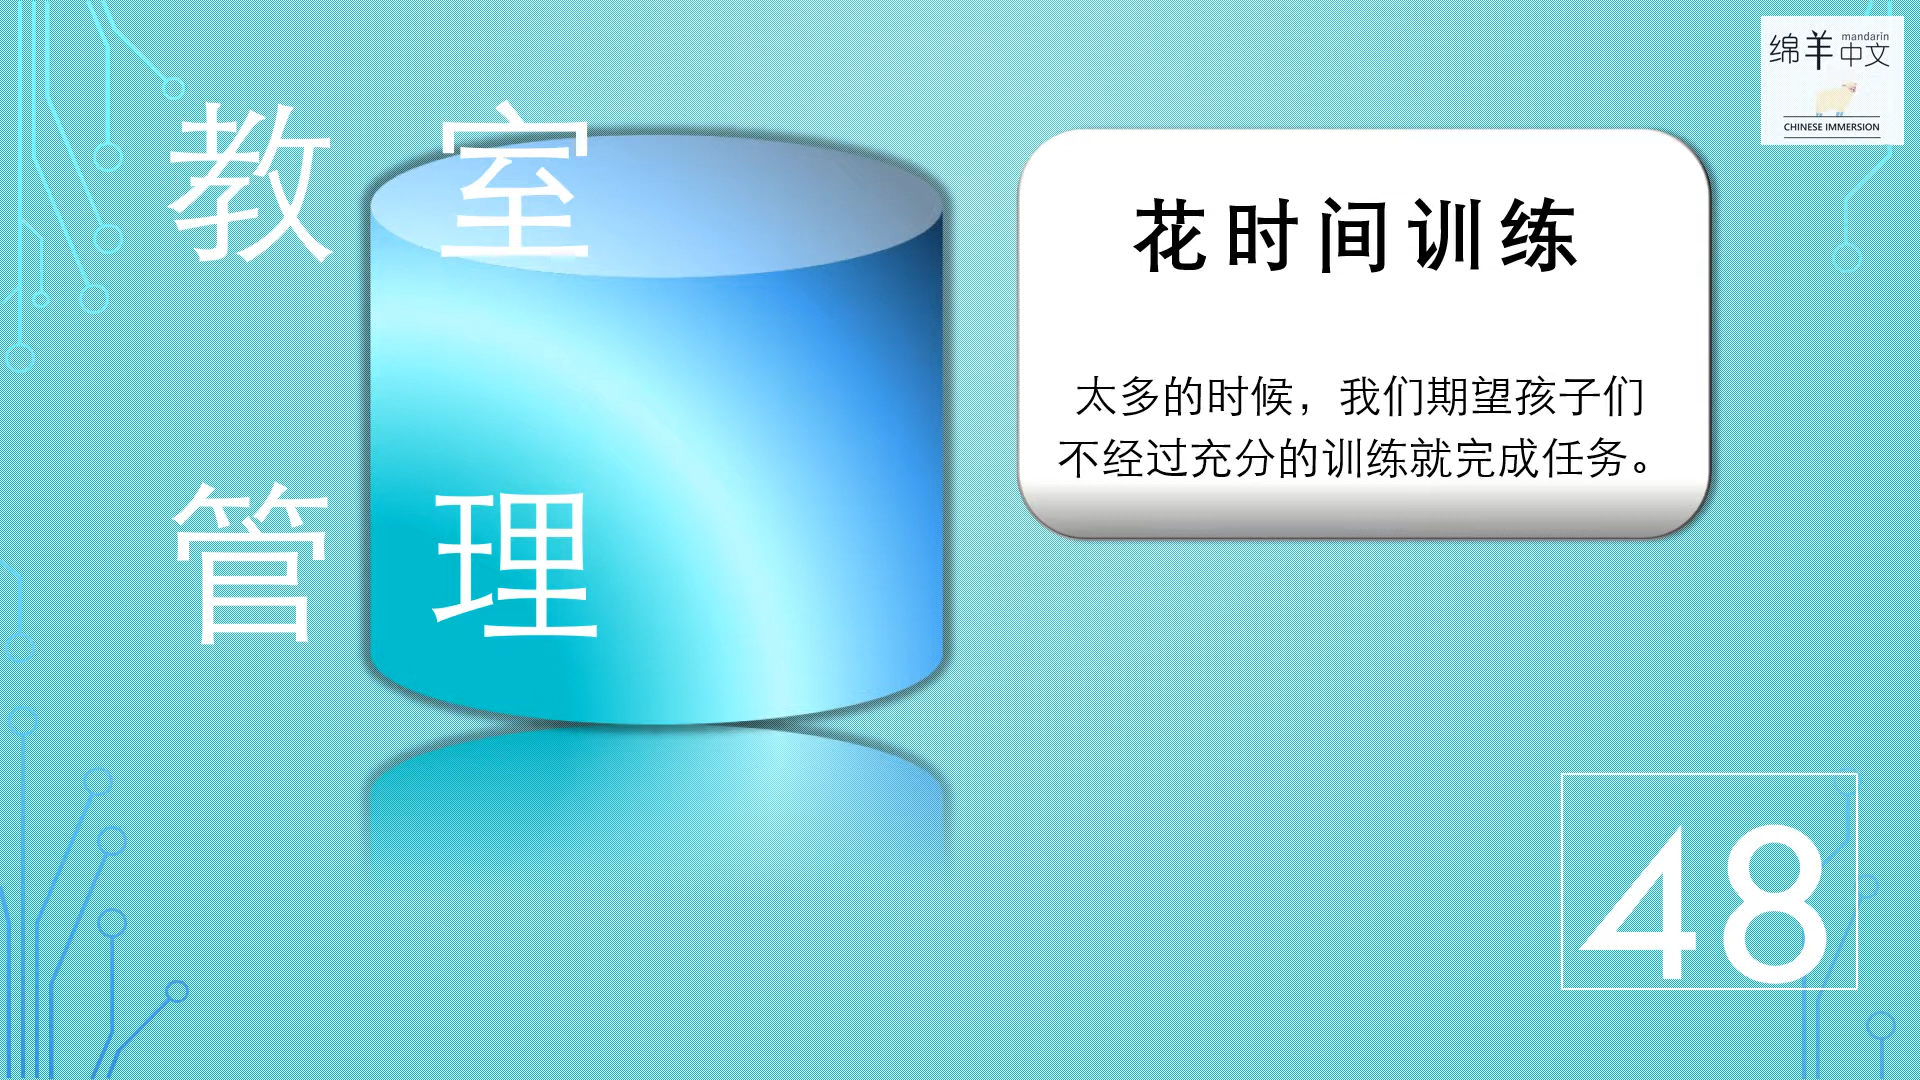 教室
管理
花时间训练
太多的时候，我们期望孩子们
不经过充分的训练就完成任务。
绵羊中文
mandarin
CHINESE IMMERSION
48